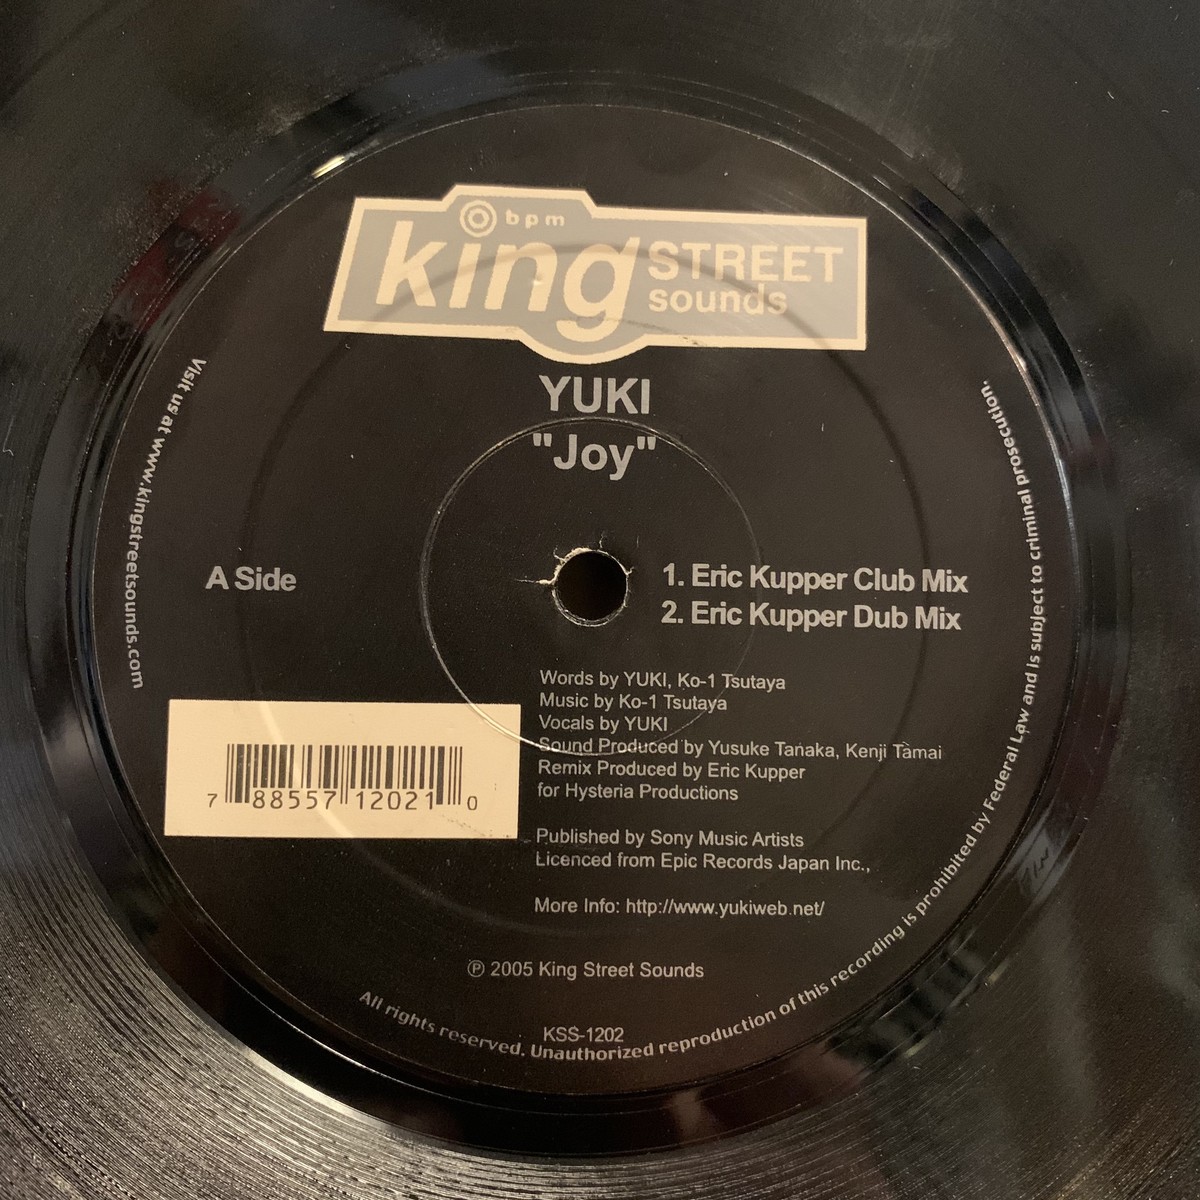 bpm
king STREET
sounds
YUKI
"Joy"
A Side
1. Eric Kupper Club Mix
2. Eric Kupper Dub Mix
Words by YUKI, Ko-1 Tsutaya
Music by Ko-1 Tsutaya
Vocals by YUKI
Sound Produced by Yusuke Tanaka, Kenji Tamai
Remix Produced by Eric Kupper
for Hysteria Productions
7 88557 12021 0
Published by Sony Music Artists
Licenced from Epic Records Japan Inc.,
More Info: http://www.yukiweb.net/
℗ 2005 King Street Sounds
KSS-1202
Visit us at www.kingstreetsounds.com
All rights reserved. Unauthorized reproduction of this recording is prohibited by Federal Law and is subject to criminal prosecution.